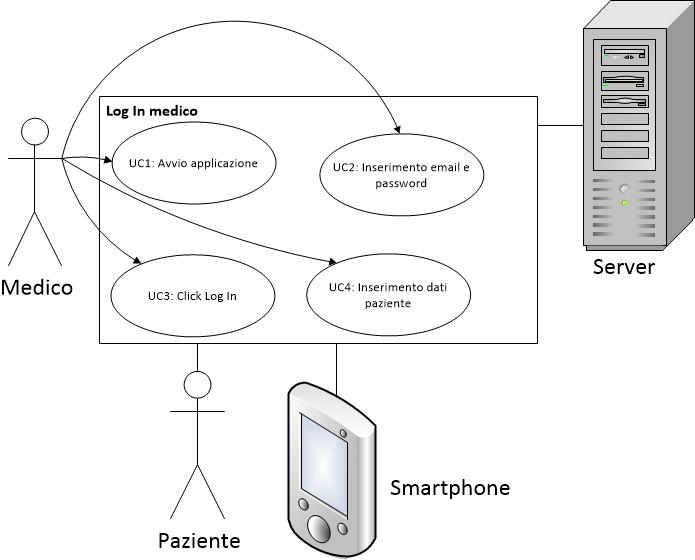 Log In medico
UC1: Avvio applicazione
UC2: Inserimento email e
password
Medico
UC3: Click Log In
UC4: Inserimento dati
paziente
Server
Paziente
Smartphone